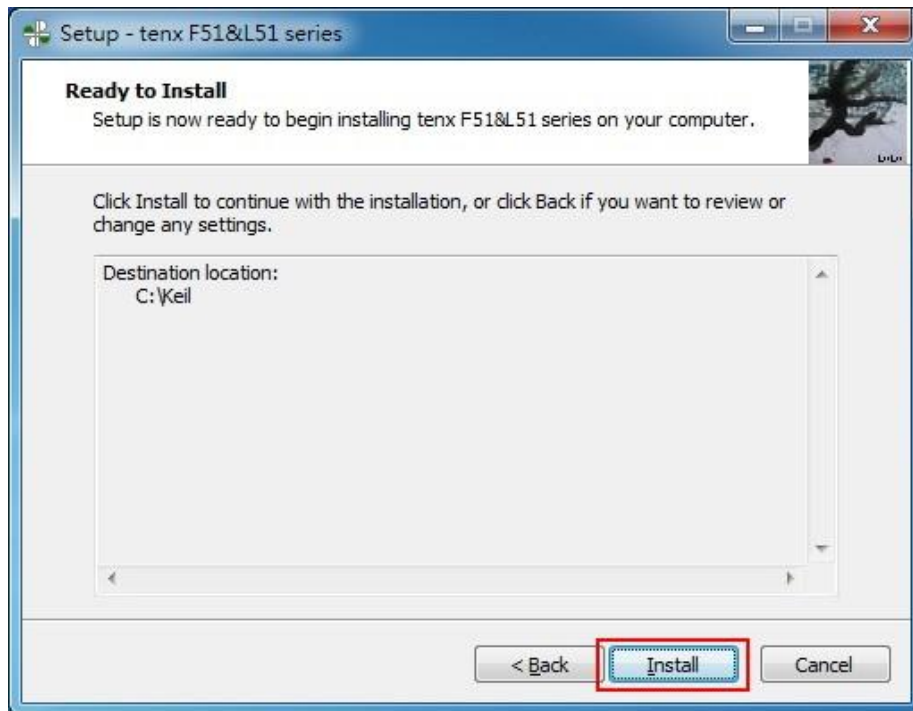 Setup - tenx F51&L51 series
Ready to Install
Setup is now ready to begin installing tenx F51&L51 series on your computer.
Click Install to continue with the installation, or click Back if you want to review or
change any settings.
Destination location:
C:\Keil
< Back
Install
Cancel